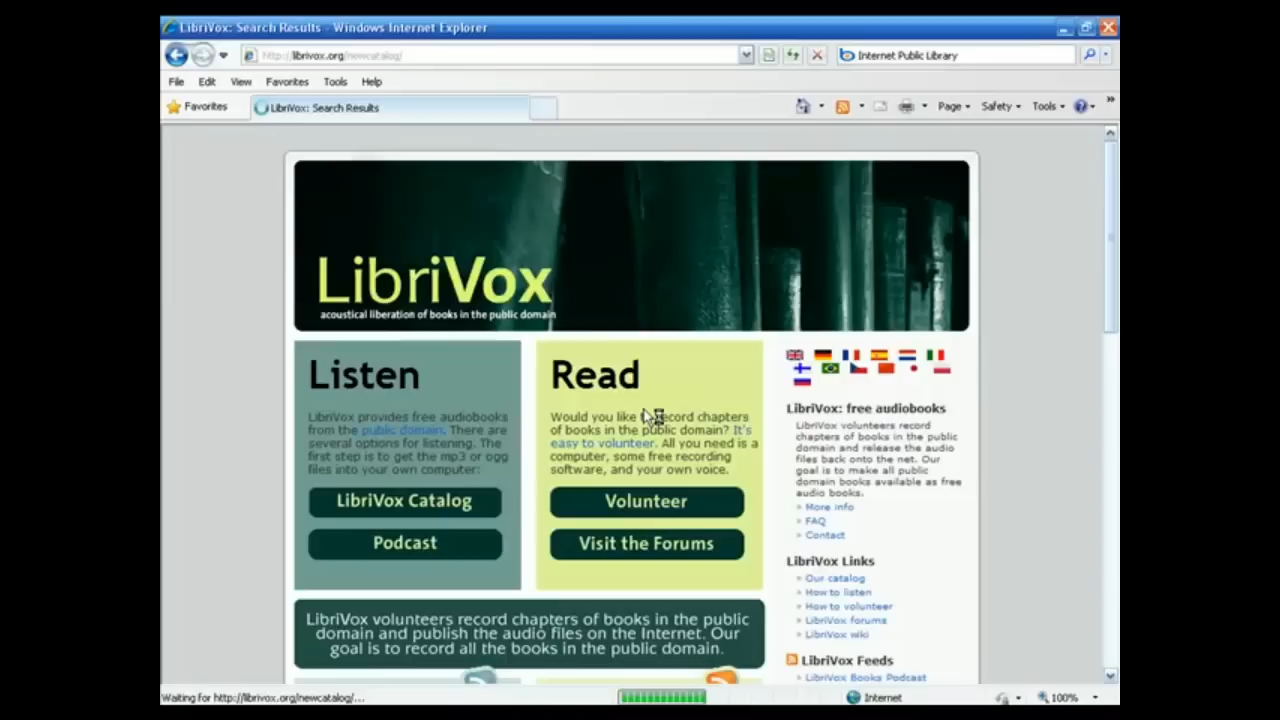 LibriVox: Search Results - Windows Internet Explorer
http://librivox.org/newcatalog/
Internet Public Library
File Edit View Favorites Tools Help
Favorites
LibriVox: Search Results
Page Safety Tools
LibriVox
acoustical liberation of books in the public domain
Listen
LibriVox provides free audiobooks
from the public domain. There are
several options for listening. The
first step is to get the mp3 or ogg
files into your own computer:
LibriVox Catalog
Podcast
Read
Would you like to record chapters
of books in the public domain? It's
easy to volunteer. All you need is a
computer, some free recording
software, and your own voice.
Volunteer
Visit the Forums
LibriVox: free audiobooks
LibriVox volunteers record
chapters of books in the public
domain and release the audio
files back onto the net. Our
goal is to make all public
domain books available as free
audio books.
» More info
» FAQ
» Contact
LibriVox Links
» Our catalog
» How to listen
» How to volunteer
» LibriVox forums
» LibriVox wiki
LibriVox Feeds
» LibriVox Books Podcast
LibriVox volunteers record chapters of books in the public
domain and publish the audio files on the Internet. Our
goal is to record all the books in the public domain.
Waiting for http://librivox.org/newcatalog/...
Internet
100%